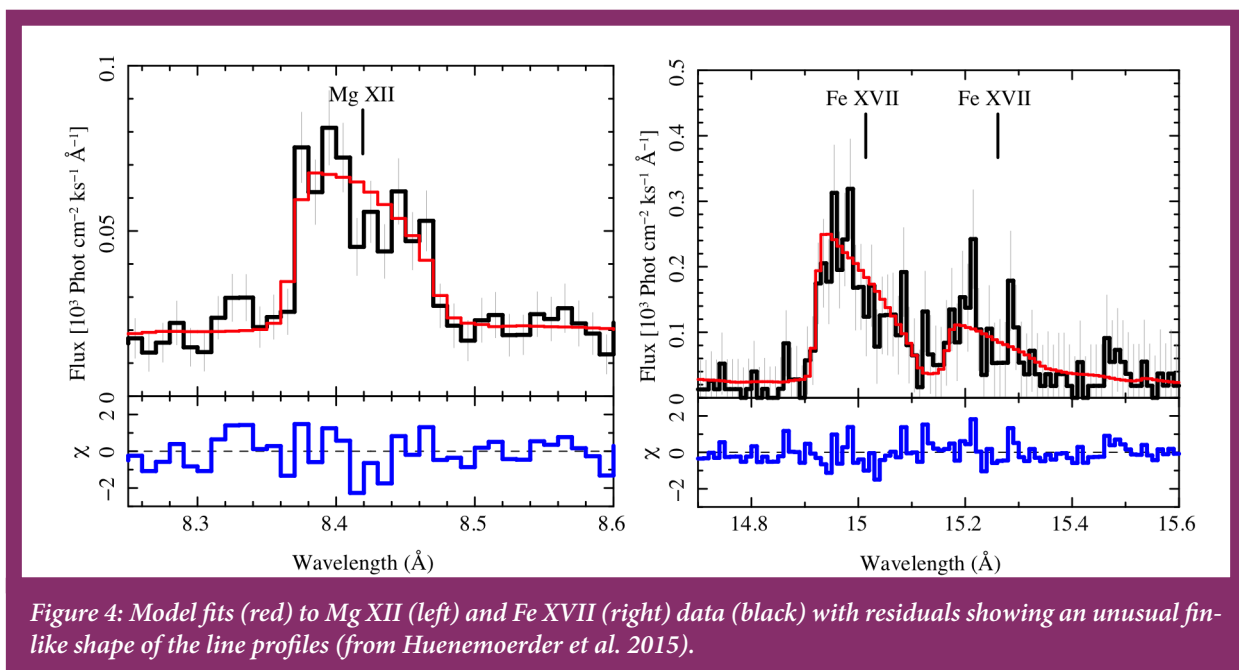 0.1
Mg XII
0.05
0
Flux [10³ Phot cm⁻² ks⁻¹ Å⁻¹]
2
0
−2
χ
8.3 8.4 8.5 8.6
Wavelength (Å)
0.5
Fe XVII Fe XVII
0.4
0.3
0.2
0.1
0
Flux [10³ Phot cm⁻² ks⁻¹ Å⁻¹]
2
0
−2
χ
14.8 15 15.2 15.4 15.6
Wavelength (Å)
Figure 4: Model fits (red) to Mg XII (left) and Fe XVII (right) data (black) with residuals showing an unusual fin-
like shape of the line profiles (from Huenemoerder et al. 2015).